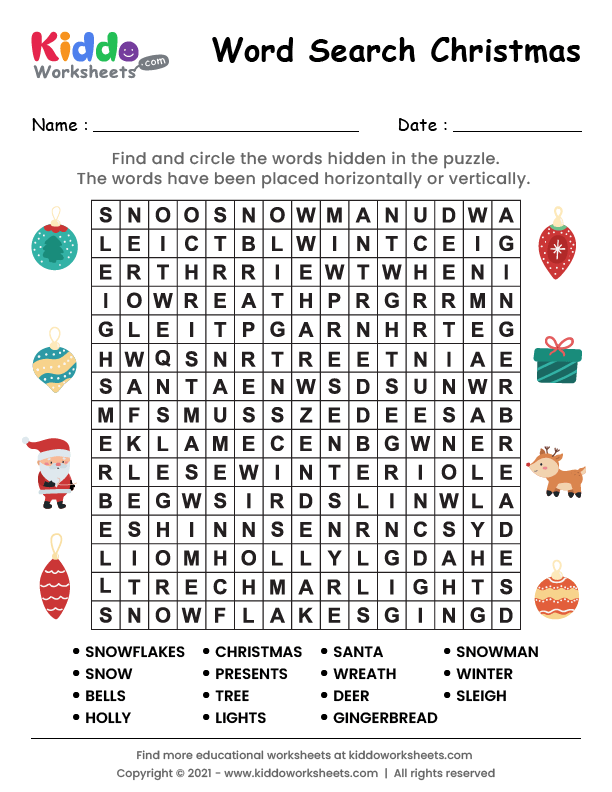 Kiddo
Worksheets
.com
Word Search Christmas
Name :
Date :
Find and circle the words hidden in the puzzle.
The words have been placed horizontally or vertically.
S N O O S N O W M A N U D W A
L E I C T B L W I N T C E I G
E R T H R R I E W T W H E N I
I O W R E A T H P R G R R M N
G L E I T P G A R N H R T E G
H W Q S N R T R E E T N I A E
S A N T A E N W S D S U N W R
M F S M U S S Z E D E E S A B
E K L A M E C E N B G W N E R
R L E S E W I N T E R I O L E
B E G W S I R D S L I N W L A
E S H I N N S E N R N C S Y D
L I O M H O L L Y L G D A H E
L T R E C H M A R L I G H T S
S N O W F L A K E S G I N G D
• SNOWFLAKES • CHRISTMAS • SANTA • SNOWMAN
• SNOW • PRESENTS • WREATH • WINTER
• BELLS • TREE • DEER • SLEIGH
• HOLLY • LIGHTS • GINGERBREAD
Find more educational worksheets at kiddoworksheets.com
Copyright © 2021 - www.kiddoworksheets.com | All rights reserved